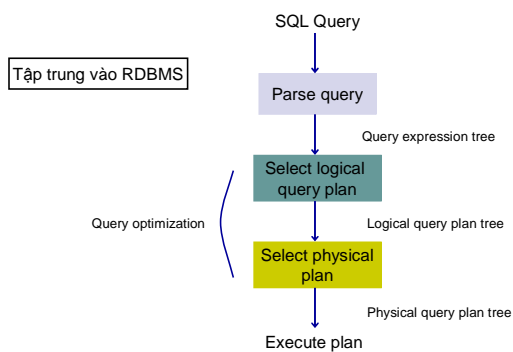 SQL Query
Tập trung vào RDBMS
Parse query
Query expression tree
Select logical
query plan
Query optimization
Logical query plan tree
Select physical
plan
Physical query plan tree
Execute plan